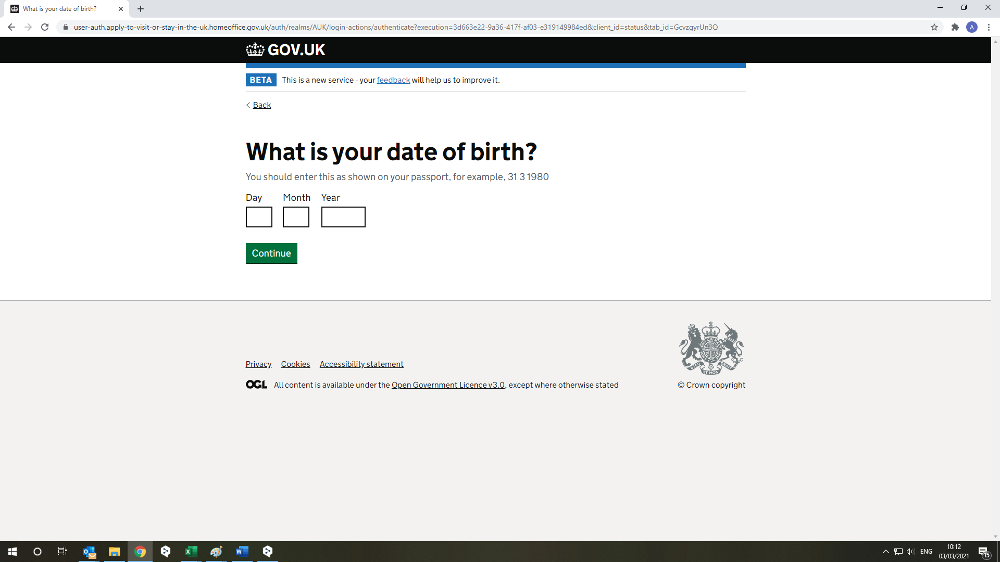 What is your date of birth?
user-auth.apply-to-visit-or-stay-in-the-uk.homeoffice.gov.uk/auth/realms/AUK/login-actions/authenticate?execution=3d663e22-9a36-417f-af03-e319149984ed&client_id=status&tab_id=GcvzgyrUn3Q
A
GOV.UK
BETA This is a new service - your feedback will help us to improve it.
Back
What is your date of birth?
You should enter this as shown on your passport, for example, 31 3 1980
Day Month Year
Continue
Privacy Cookies Accessibility statement
DIEU ET MON DROIT
OGL All content is available under the Open Government Licence v3.0, except where otherwise stated
© Crown copyright
ENG
10:12
03/03/2021
15